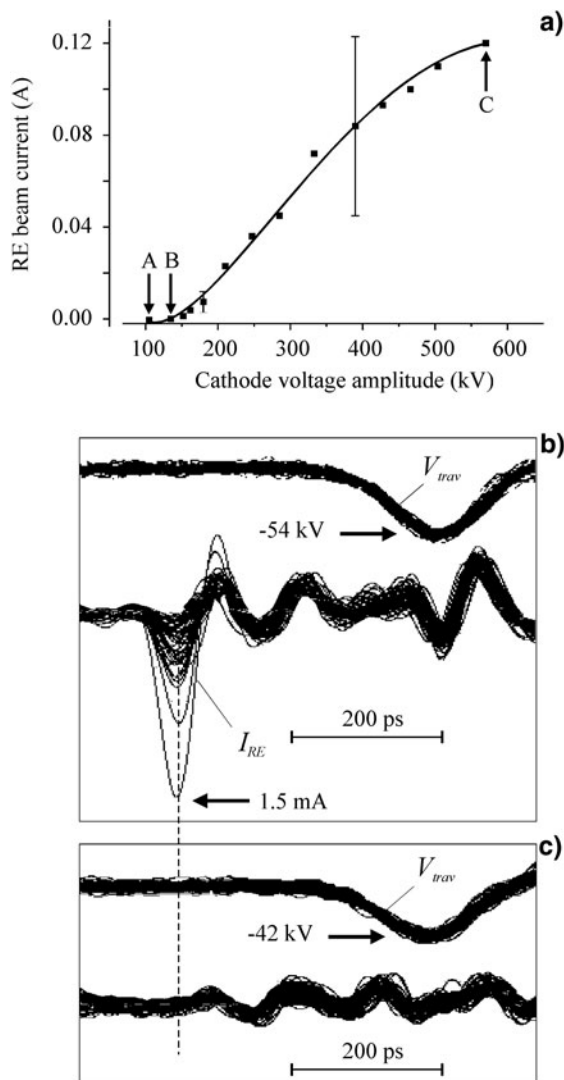 a)
0.12
0.08
0.04
0.00
RE beam current (A)
A B
C
100 200 300 400 500 600
Cathode voltage amplitude (kV)
b)
V_trav
-54 kV
I_RE
200 ps
1.5 mA
c)
V_trav
-42 kV
200 ps